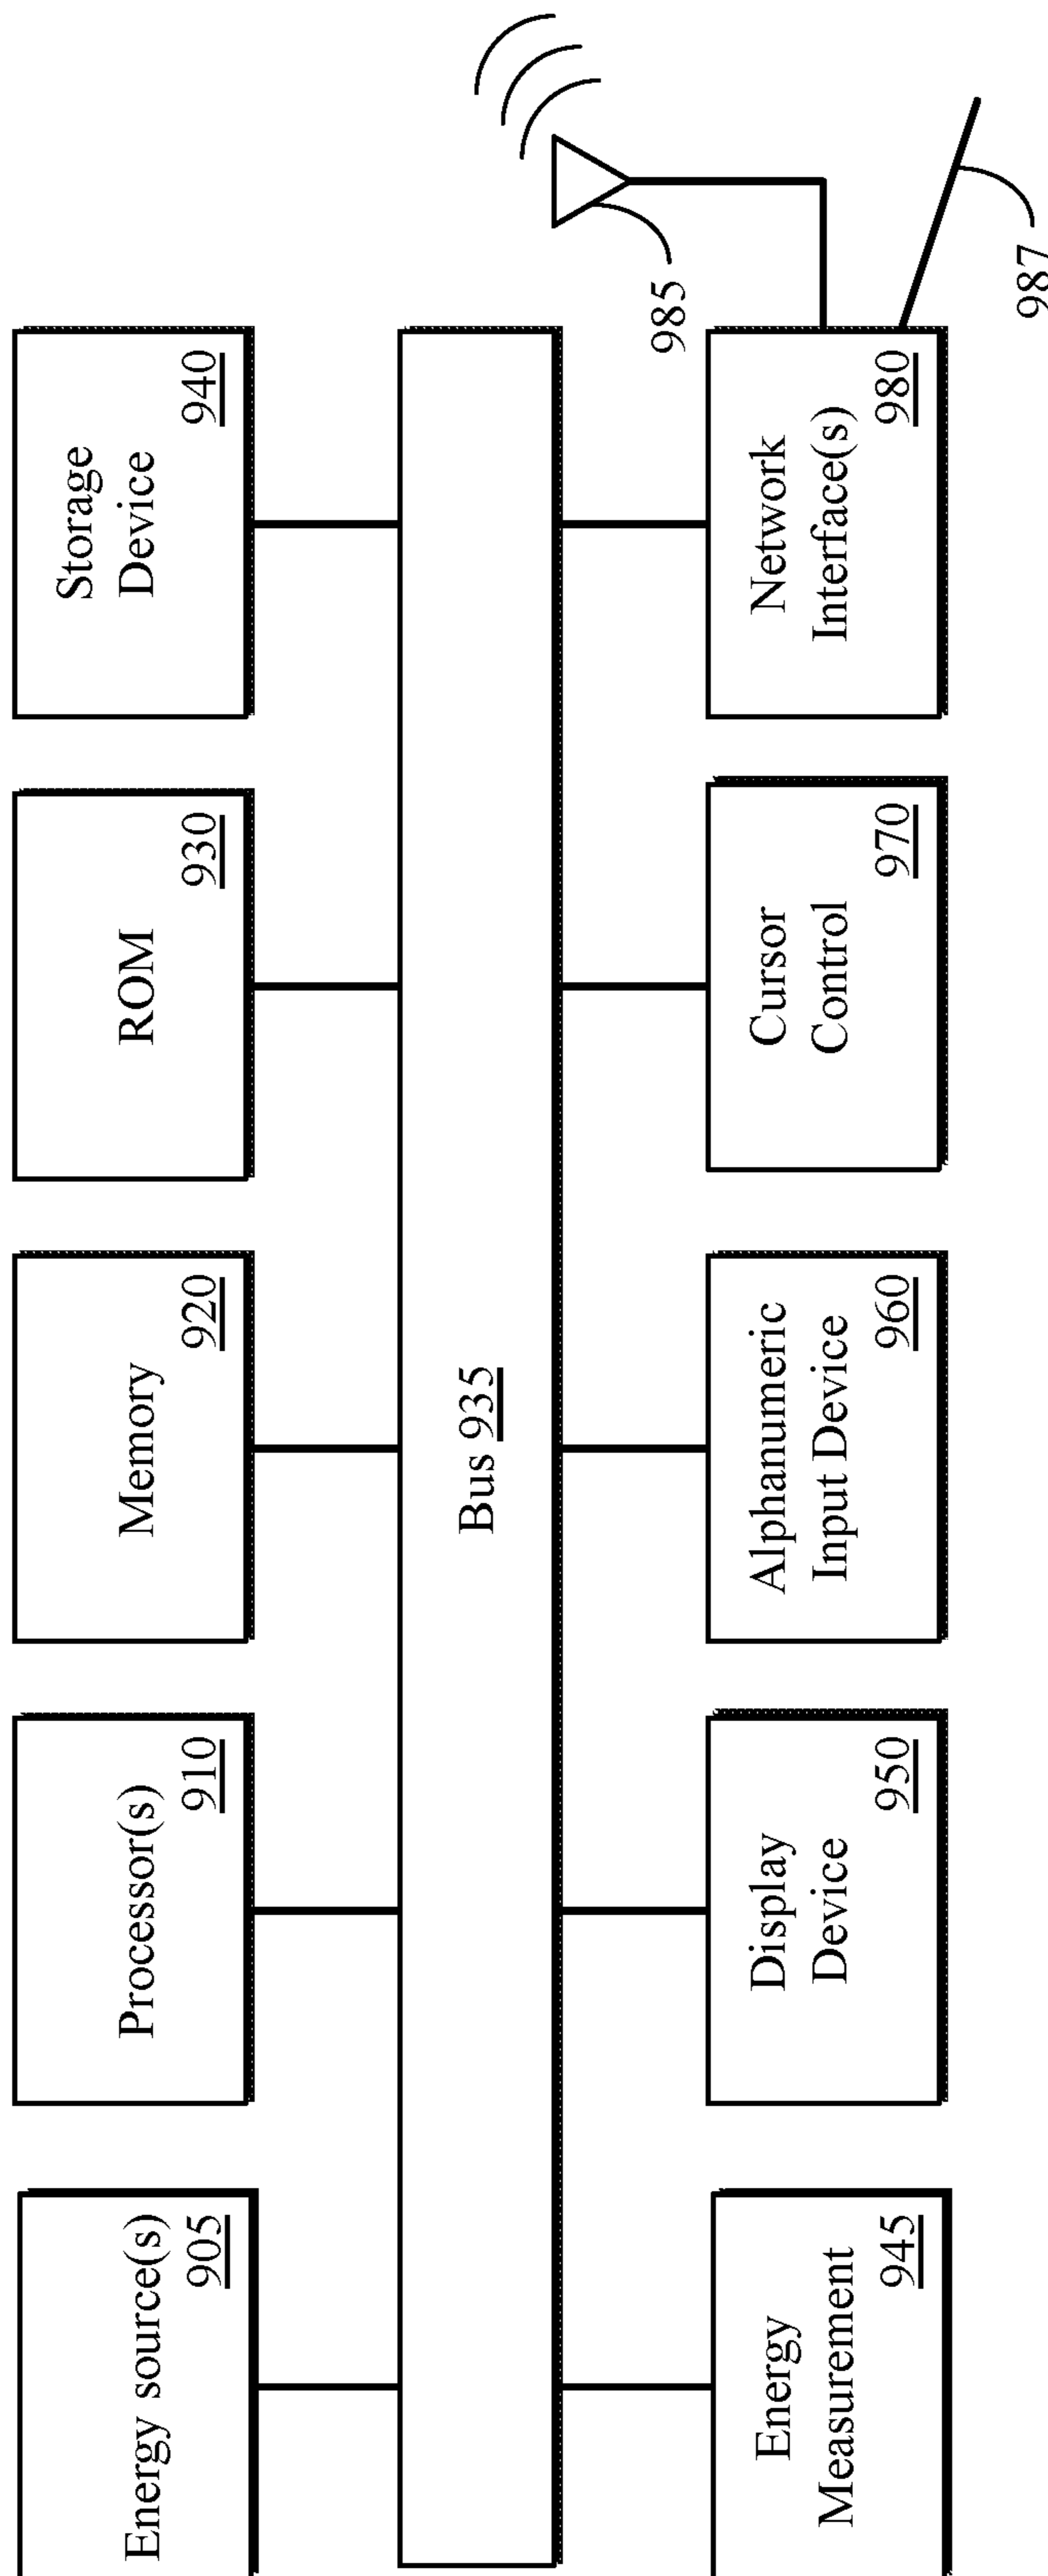 Energy source(s)
905
Processor(s)
910
Memory
920
ROM
930
Storage
Device
940
Bus 935
985
Energy
Measurement
945
Display
Device
950
Alphanumeric
Input Device
960
Cursor
Control
970
Network
Interface(s)
980
987